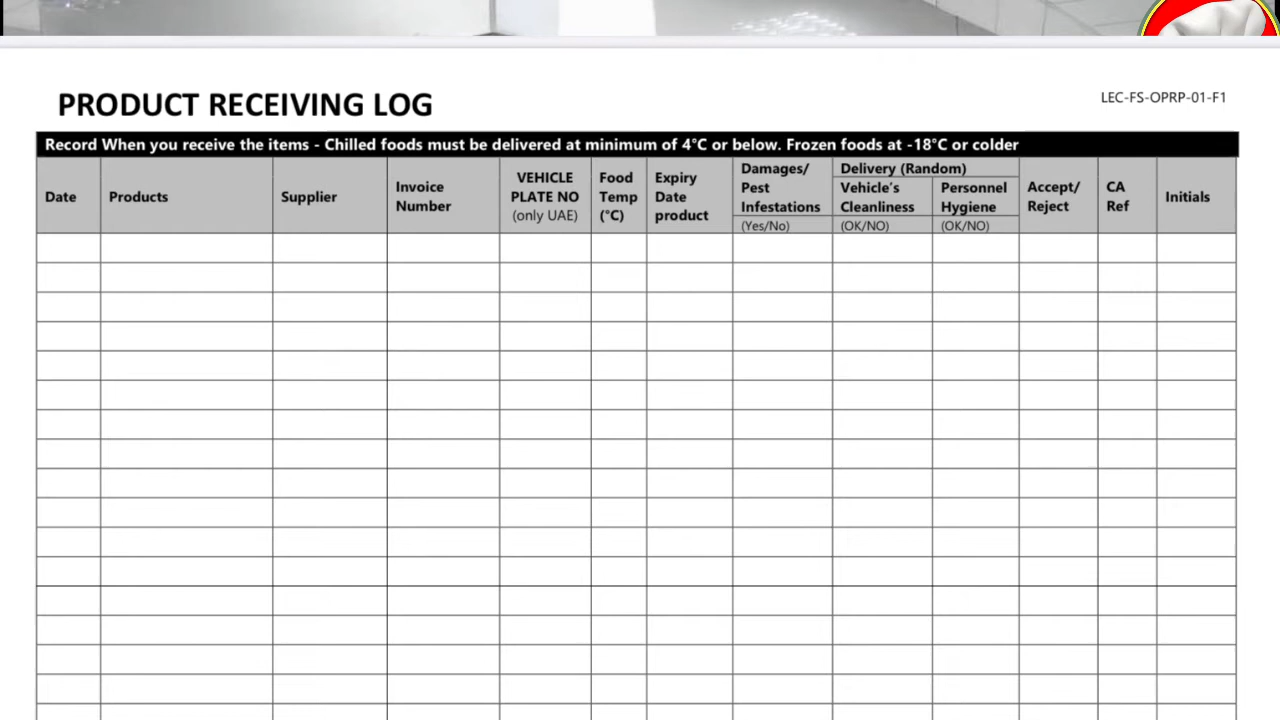 PRODUCT RECEIVING LOG
LEC-FS-OPRP-01-F1
Record When you receive the items - Chilled foods must be delivered at minimum of 4°C or below. Frozen foods at -18°C or colder
Date
Products
Supplier
Invoice
Number
VEHICLE
PLATE NO
(only UAE)
Food
Temp
(°C)
Expiry
Date
product
Damages/
Pest
Infestations
(Yes/No)
Delivery (Random)
Vehicle's
Cleanliness
(OK/NO)
Personnel
Hygiene
(OK/NO)
Accept/
Reject
CA
Ref
Initials